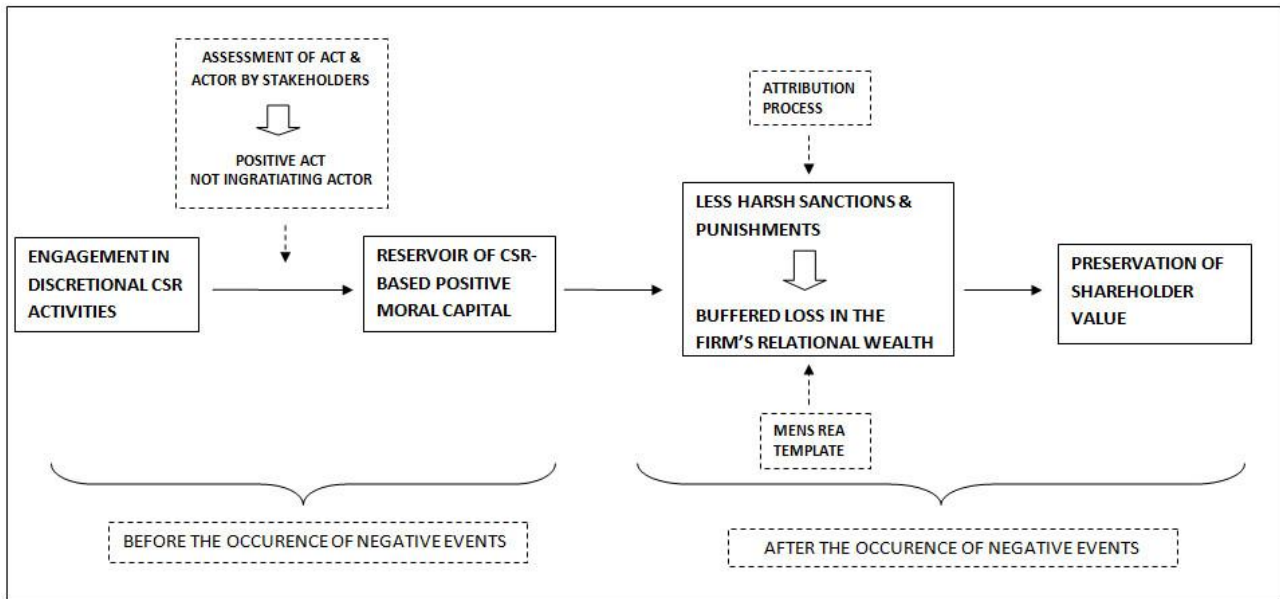 ASSESSMENT OF ACT &
ACTOR BY STAKEHOLDERS
POSITIVE ACT
NOT INGRATIATING ACTOR
ATTRIBUTION
PROCESS
ENGAGEMENT IN
DISCRETIONAL CSR
ACTIVITIES
RESERVOIR OF CSR-
BASED POSITIVE
MORAL CAPITAL
LESS HARSH SANCTIONS &
PUNISHMENTS
BUFFERED LOSS IN THE
FIRM'S RELATIONAL WEALTH
PRESERVATION OF
SHAREHOLDER
VALUE
MENS REA
TEMPLATE
BEFORE THE OCCURENCE OF NEGATIVE EVENTS
AFTER THE OCCURENCE OF NEGATIVE EVENTS